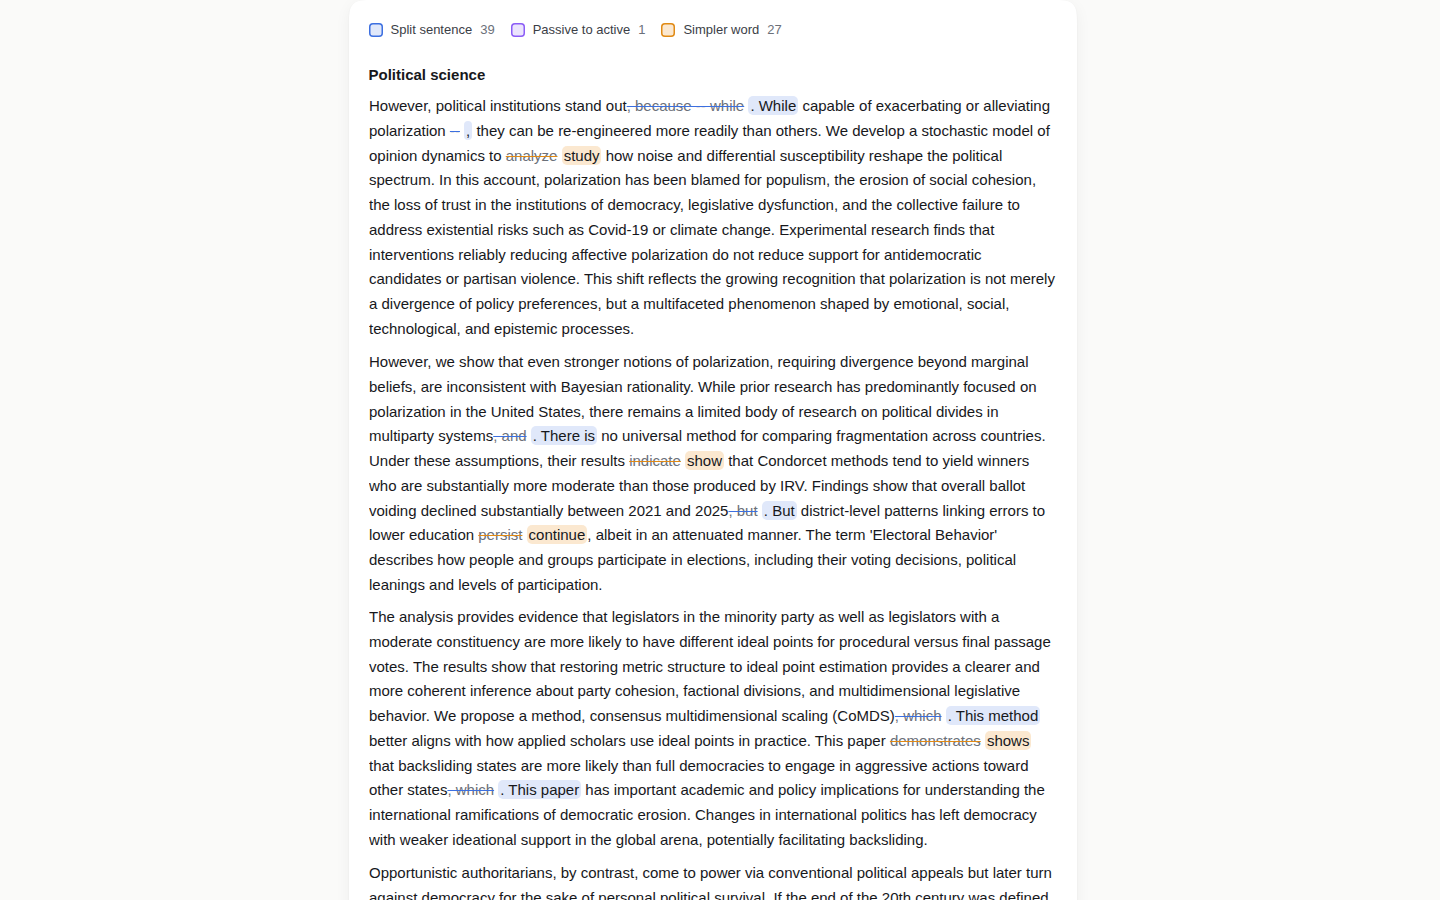 Split sentence 39 Passive to active 1 Simpler word 27
Political science
However, political institutions stand out, because – while . While capable of exacerbating or alleviating
polarization – , they can be re-engineered more readily than others. We develop a stochastic model of
opinion dynamics to analyze study how noise and differential susceptibility reshape the political
spectrum. In this account, polarization has been blamed for populism, the erosion of social cohesion,
the loss of trust in the institutions of democracy, legislative dysfunction, and the collective failure to
address existential risks such as Covid-19 or climate change. Experimental research finds that
interventions reliably reducing affective polarization do not reduce support for antidemocratic
candidates or partisan violence. This shift reflects the growing recognition that polarization is not merely
a divergence of policy preferences, but a multifaceted phenomenon shaped by emotional, social,
technological, and epistemic processes.
However, we show that even stronger notions of polarization, requiring divergence beyond marginal
beliefs, are inconsistent with Bayesian rationality. While prior research has predominantly focused on
polarization in the United States, there remains a limited body of research on political divides in
multiparty systems, and . There is no universal method for comparing fragmentation across countries.
Under these assumptions, their results indicate show that Condorcet methods tend to yield winners
who are substantially more moderate than those produced by IRV. Findings show that overall ballot
voiding declined substantially between 2021 and 2025, but . But district-level patterns linking errors to
lower education persist continue, albeit in an attenuated manner. The term 'Electoral Behavior'
describes how people and groups participate in elections, including their voting decisions, political
leanings and levels of participation.
The analysis provides evidence that legislators in the minority party as well as legislators with a
moderate constituency are more likely to have different ideal points for procedural versus final passage
votes. The results show that restoring metric structure to ideal point estimation provides a clearer and
more coherent inference about party cohesion, factional divisions, and multidimensional legislative
behavior. We propose a method, consensus multidimensional scaling (CoMDS), which . This method
better aligns with how applied scholars use ideal points in practice. This paper demonstrates shows
that backsliding states are more likely than full democracies to engage in aggressive actions toward
other states, which . This paper has important academic and policy implications for understanding the
international ramifications of democratic erosion. Changes in international politics has left democracy
with weaker ideational support in the global arena, potentially facilitating backsliding.
Opportunistic authoritarians, by contrast, come to power via conventional political appeals but later turn
against democracy for the sake of personal political survival. If the end of the 20th century was defined